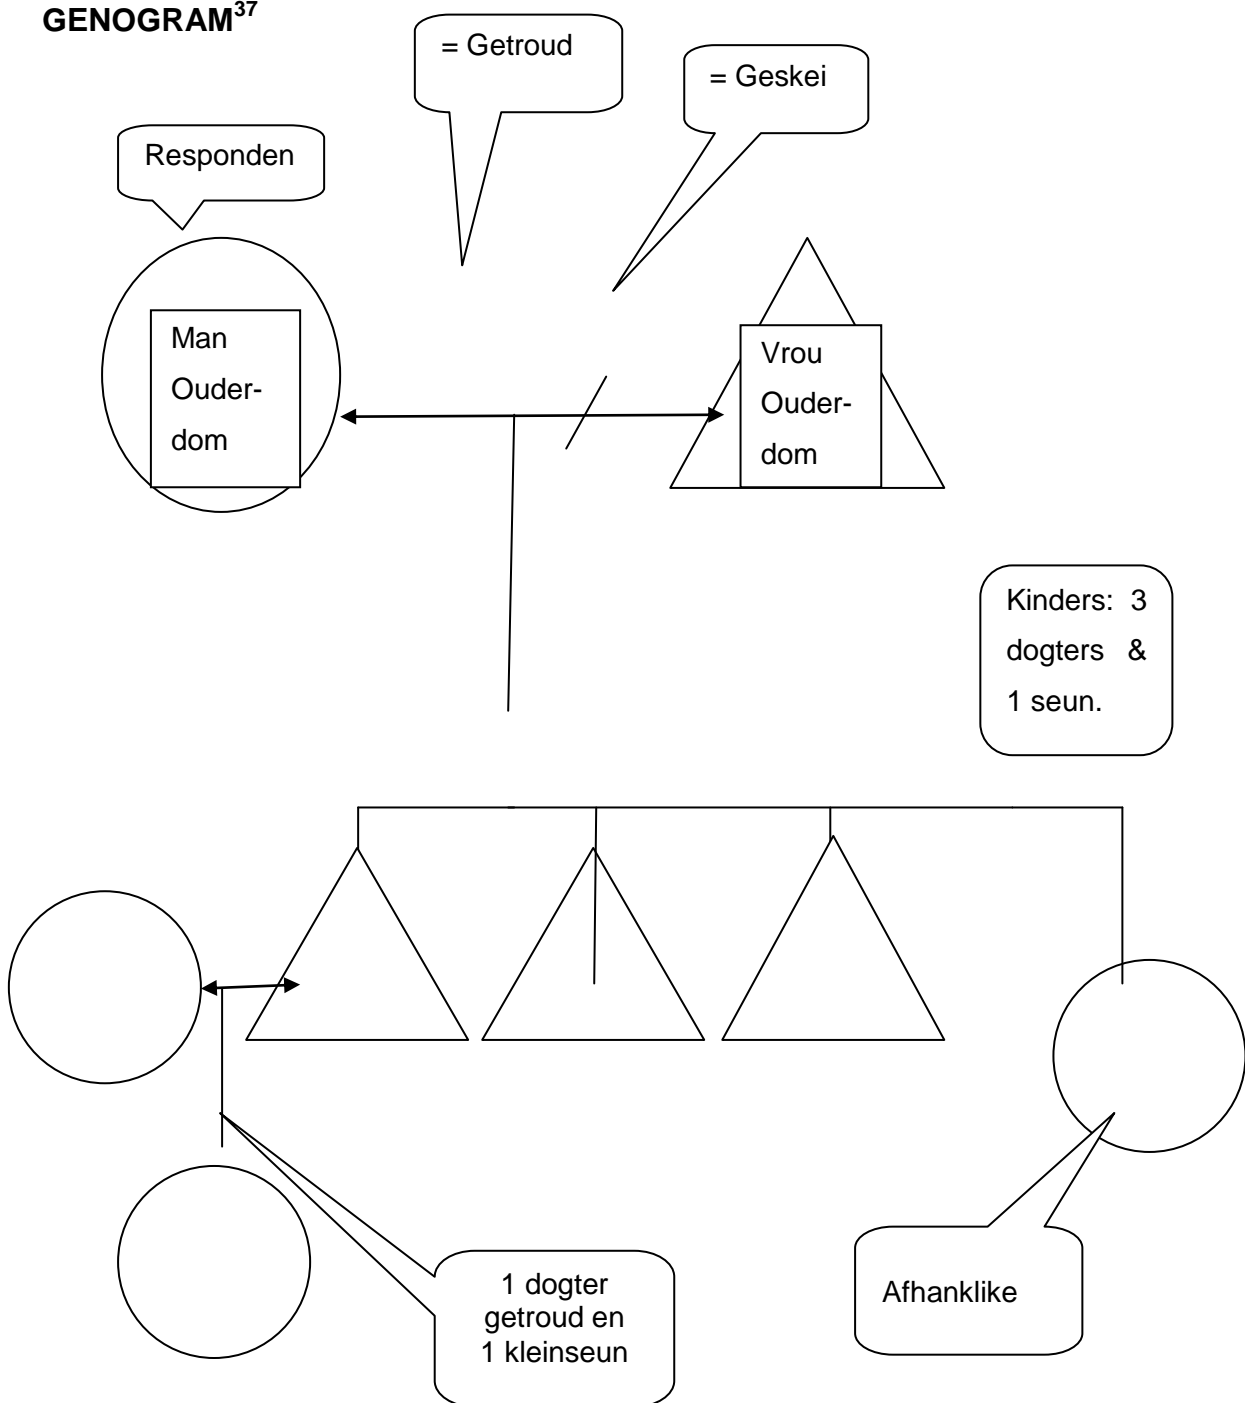 GENOGRAM37
= Getroud
= Geskei
Responden
Man
Ouder-
dom
Vrou
Ouder-
dom
Kinders: 3
dogters &
1 seun.
1 dogter
getroud en
1 kleinseun
Afhanklike